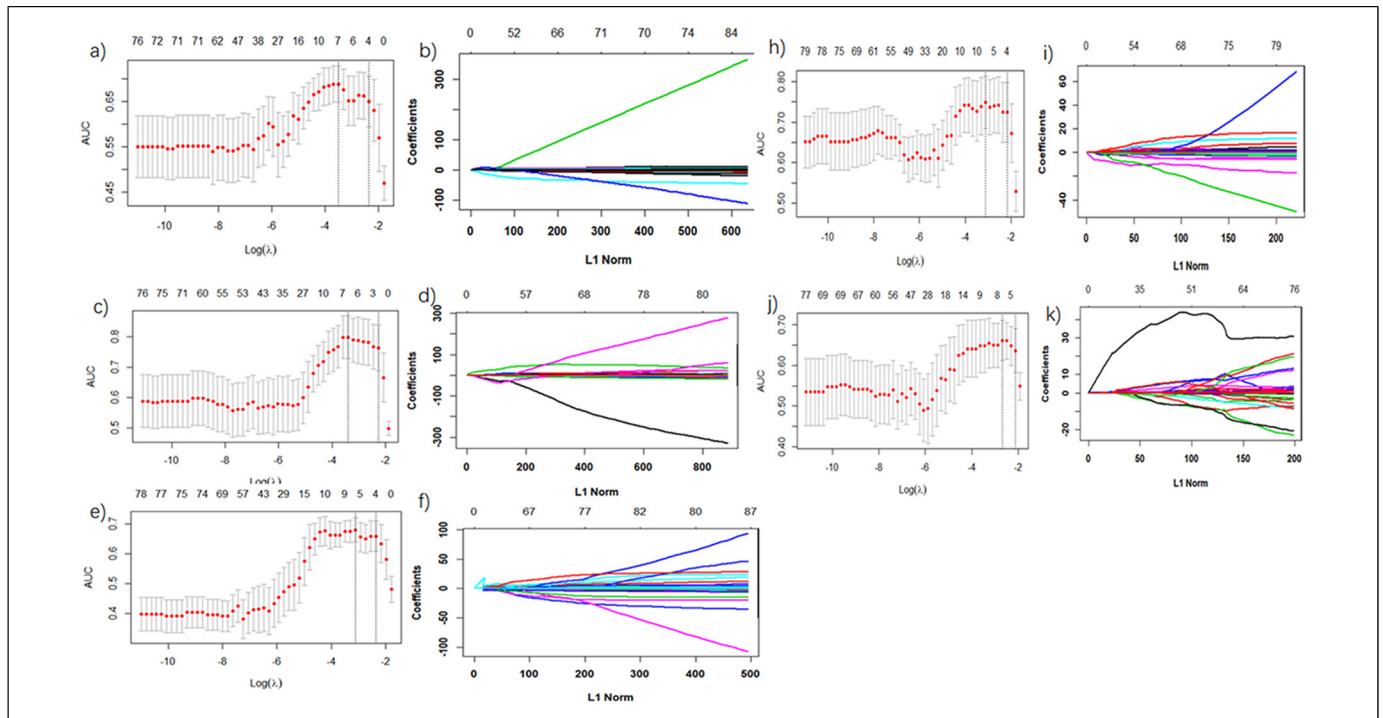 a)
76 72 71 71 62 47 38 27 16 10 7 6 4 0
AUC
0.65
0.55
0.45
-10 -8 -6 -4 -2
Log(λ)
b)
0 52 66 71 70 74 84
Coefficients
300
100
0
-100
0 100 200 300 400 500 600
L1 Norm
h)
79 78 75 69 61 55 49 33 20 10 10 5 4
AUC
0.80
0.70
0.60
0.50
-10 -8 -6 -4 -2
Log(λ)
i)
0 54 68 75 79
Coefficients
60
40
20
0
-40
0 50 100 150 200
L1 Norm
c)
76 75 71 60 55 53 43 35 27 10 7 6 3 0
AUC
0.8
0.7
0.6
0.5
-10 -8 -6 -4 -2
Log(λ)
d)
0 57 68 78 80
Coefficients
300
100
0
-100
-300
0 200 400 600 800
L1 Norm
j)
77 69 69 67 60 56 47 28 18 14 9 8 5
AUC
0.70
0.60
0.50
0.40
-10 -8 -6 -4 -2
Log(λ)
k)
0 35 51 64 76
Coefficients
30
10
0
-20
0 50 100 150 200
L1 Norm
e)
78 77 75 74 69 57 43 29 15 10 9 5 4 0
AUC
0.7
0.6
0.5
0.4
-10 -8 -6 -4 -2
Log(λ)
f)
0 67 77 82 80 87
Coefficients
100
50
0
-50
-100
0 100 200 300 400 500
L1 Norm